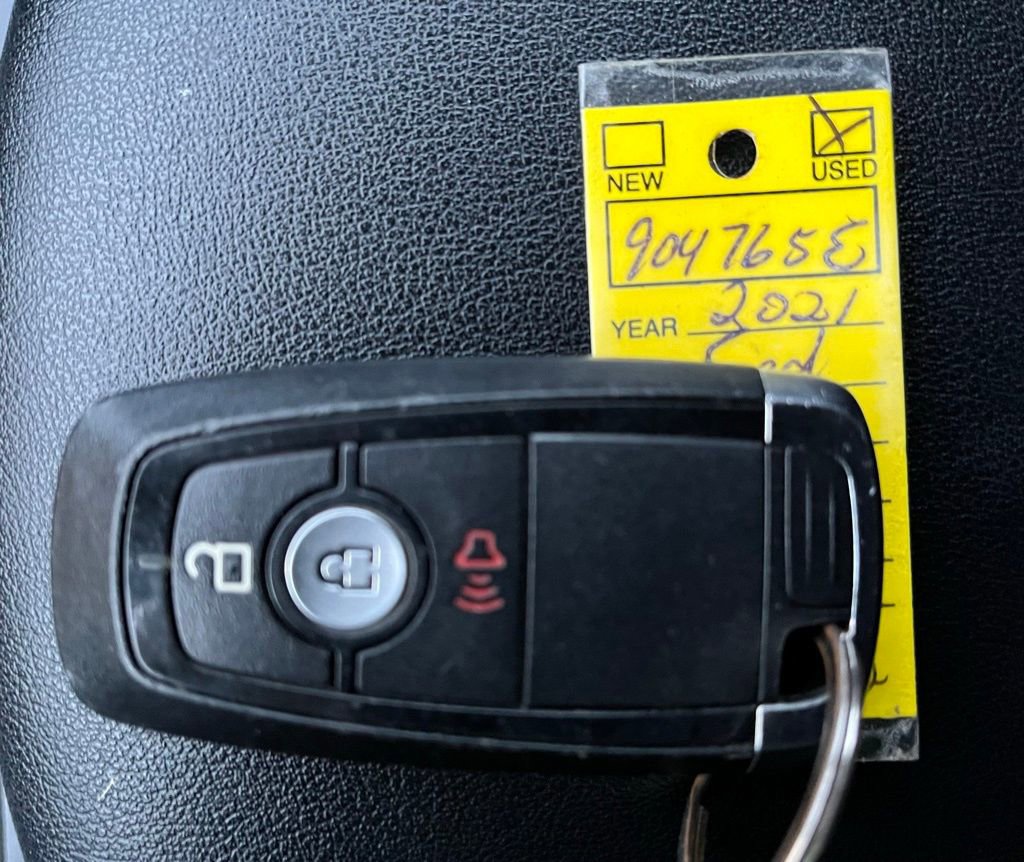 NEW USED
904765E
YEAR 2021